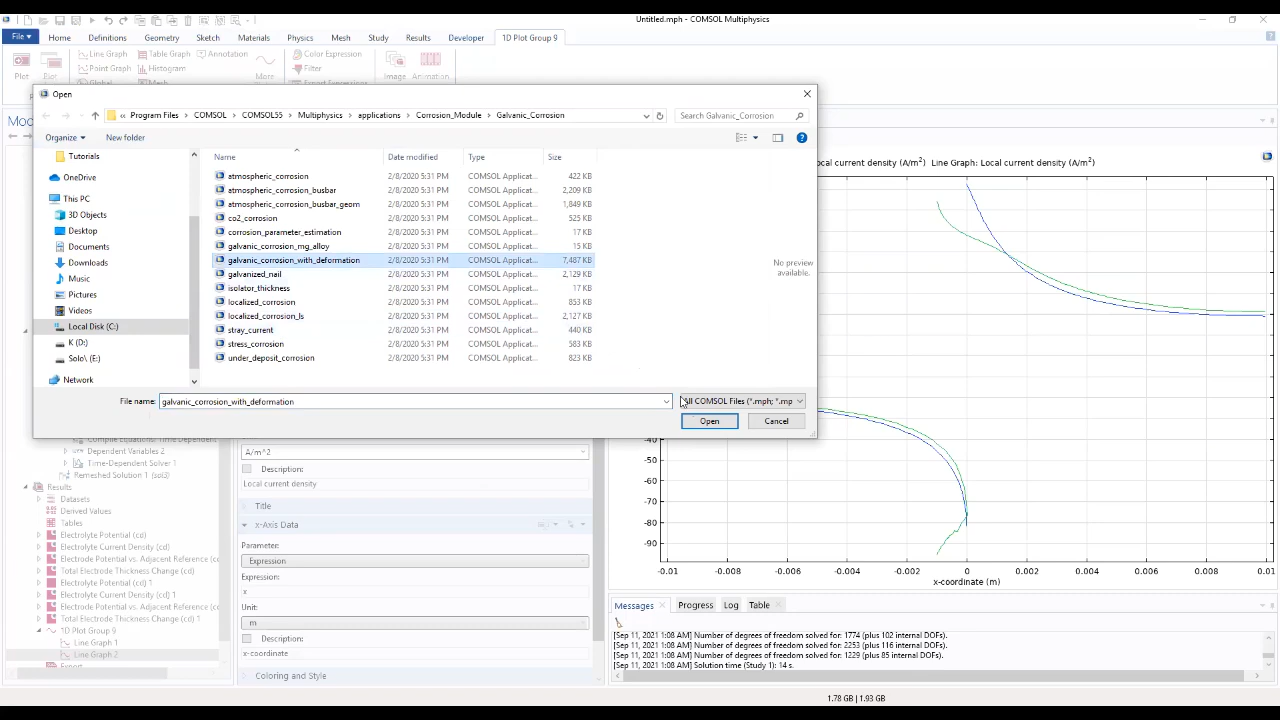 Untitled.mph - COMSOL Multiphysics
File Home Definitions Geometry Sketch Materials Physics Mesh Study Results Developer 1D Plot Group 9
Plot Line Graph Table Graph Annotation Color Expression
Point Graph Histogram Filter
Global Mesh More Export Expressions Image Animation
Open
Program Files COMSOL COMSOL55 Multiphysics applications Corrosion_Module Galvanic_Corrosion Search Galvanic_Corrosion
Organize New folder
Name Date modified Type Size
Tutorials
OneDrive
This PC
3D Objects
Desktop
Documents
Downloads
Music
Pictures
Videos
Local Disk (C:)
K (D:)
Solo\ (E:)
Network
atmospheric_corrosion 2/8/2020 5:31 PM COMSOL Applicat... 422 KB
atmospheric_corrosion_busbar 2/8/2020 5:31 PM COMSOL Applicat... 2,209 KB
atmospheric_corrosion_busbar_geom 2/8/2020 5:31 PM COMSOL Applicat... 1,849 KB
co2_corrosion 2/8/2020 5:31 PM COMSOL Applicat... 525 KB
corrosion_parameter_estimation 2/8/2020 5:31 PM COMSOL Applicat... 17 KB
galvanic_corrosion_mg_alloy 2/8/2020 5:31 PM COMSOL Applicat... 15 KB
galvanic_corrosion_with_deformation 2/8/2020 5:31 PM COMSOL Applicat... 7,487 KB
galvanized_nail 2/8/2020 5:31 PM COMSOL Applicat... 2,129 KB
isolator_thickness 2/8/2020 5:31 PM COMSOL Applicat... 17 KB
localized_corrosion 2/8/2020 5:31 PM COMSOL Applicat... 853 KB
localized_corrosion_ls 2/8/2020 5:31 PM COMSOL Applicat... 2,127 KB
stray_current 2/8/2020 5:31 PM COMSOL Applicat... 440 KB
stress_corrosion 2/8/2020 5:31 PM COMSOL Applicat... 583 KB
under_deposit_corrosion 2/8/2020 5:31 PM COMSOL Applicat... 823 KB
No preview
available.
File name: galvanic_corrosion_with_deformation All COMSOL Files (*.mph; *.mp
Open Cancel
Mo
ocal current density (A/m²) Line Graph: Local current density (A/m²)
Compile Equations: Time-Dependent
Dependent Variables 2
Time-Dependent Solver 1
Remeshed Solution 1 (sol3)
Results
Datasets
Derived Values
Tables
Electrolyte Potential (cd)
Electrolyte Current Density (cd)
Electrode Potential vs. Adjacent Reference (cd
Total Electrode Thickness Change (cd)
Electrolyte Potential (cd) 1
Electrolyte Current Density (cd) 1
Electrode Potential vs. Adjacent Reference (cd
Total Electrode Thickness Change (cd) 1
1D Plot Group 9
Line Graph 1
Line Graph 2
Export
A/m^2
Description:
Local current density
Title
x-Axis Data
Parameter:
Expression
Expression:
x
Unit:
m
Description:
x-coordinate
Coloring and Style
-40
-50
-60
-70
-80
-90
-0.01 -0.008 -0.006 -0.004 -0.002 0 0.002 0.004 0.006 0.008 0.01
x-coordinate (m)
Messages Progress Log Table
[Sep 11, 2021 1:08 AM] Number of degrees of freedom solved for: 1774 (plus 102 internal DOFs).
[Sep 11, 2021 1:08 AM] Number of degrees of freedom solved for: 2253 (plus 116 internal DOFs).
[Sep 11, 2021 1:08 AM] Number of degrees of freedom solved for: 1229 (plus 85 internal DOFs).
[Sep 11, 2021 1:08 AM] Solution time (Study 1): 14 s.
1.78 GB | 1.93 GB